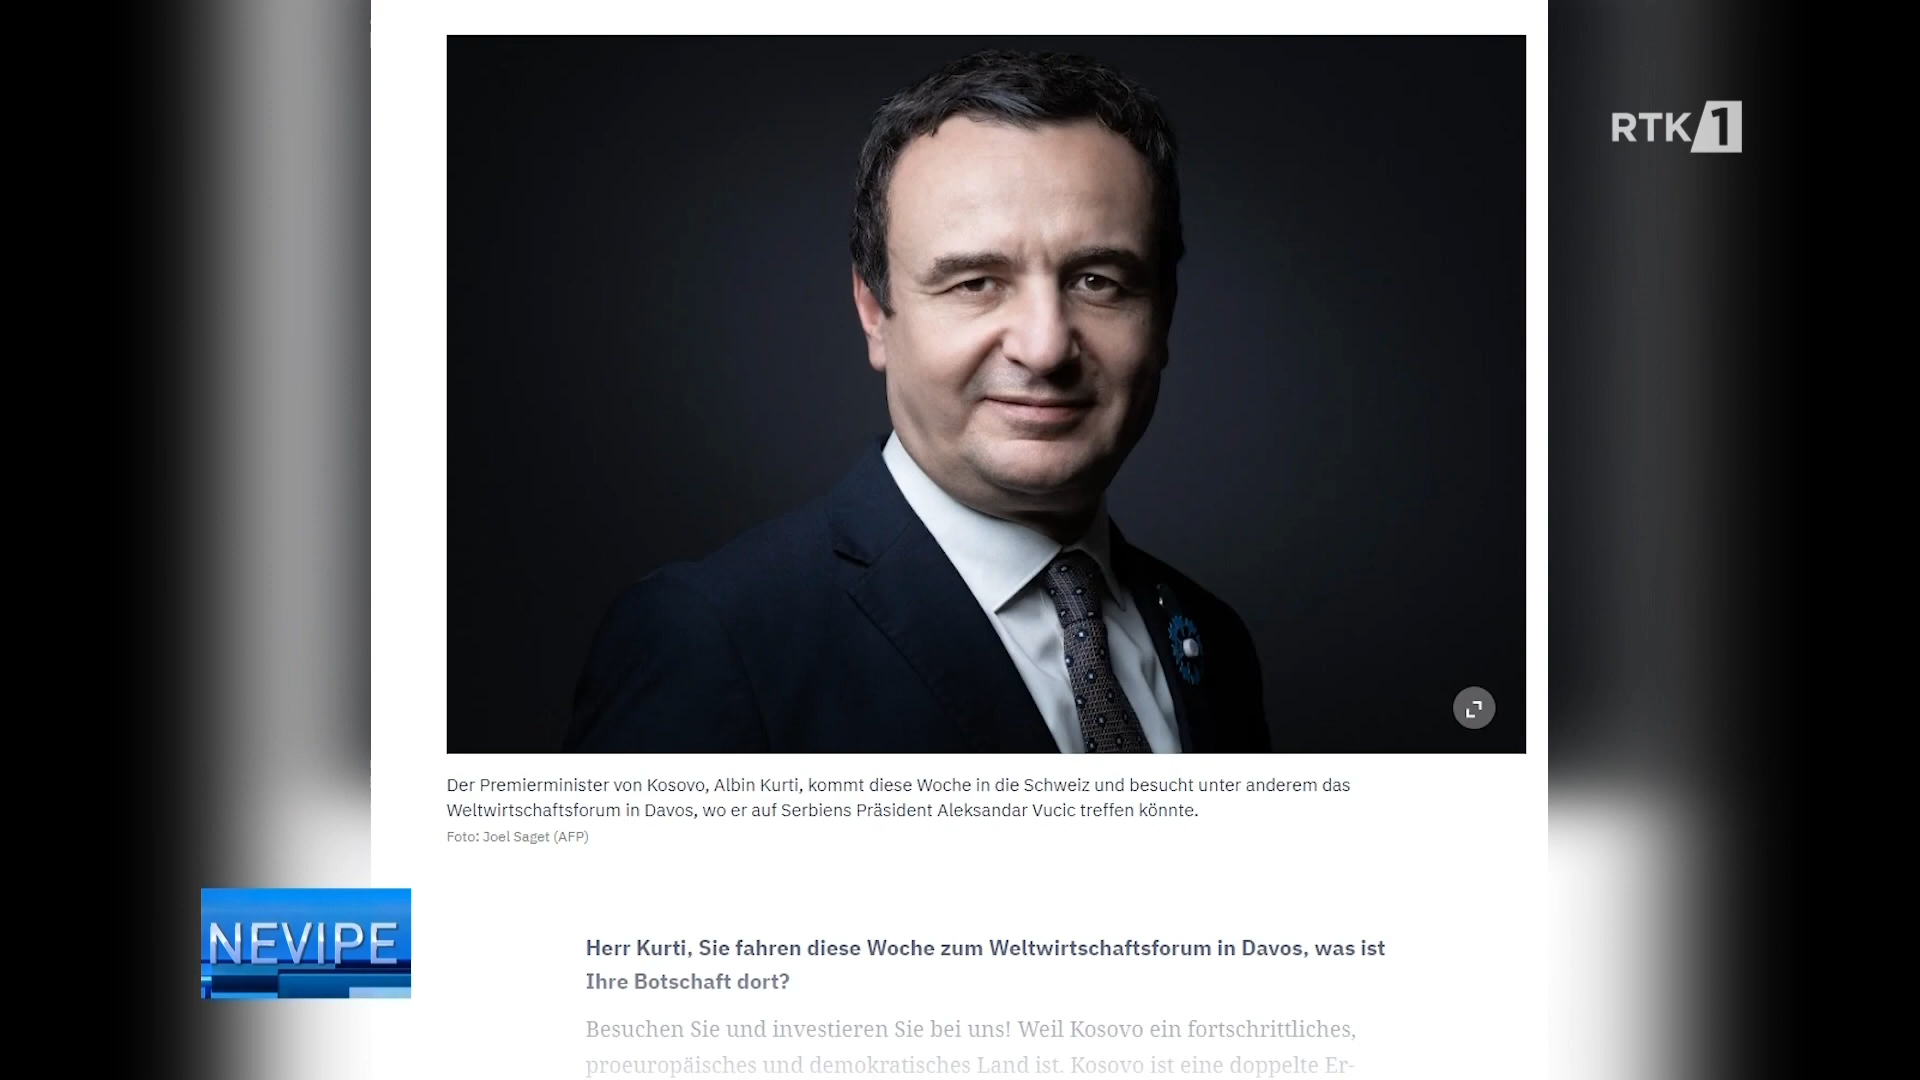 RTK 1
Der Premierminister von Kosovo, Albin Kurti, kommt diese Woche in die Schweiz und besucht unter anderem das
Weltwirtschaftsforum in Davos, wo er auf Serbiens Präsident Aleksandar Vucic treffen könnte.
Foto: Joel Saget (AFP)
NEVIPE
Herr Kurti, Sie fahren diese Woche zum Weltwirtschaftsforum in Davos, was ist
Ihre Botschaft dort?
Besuchen Sie und investieren Sie bei uns! Weil Kosovo ein fortschrittliches,
proeuropäisches und demokratisches Land ist. Kosovo ist eine doppelte Er-